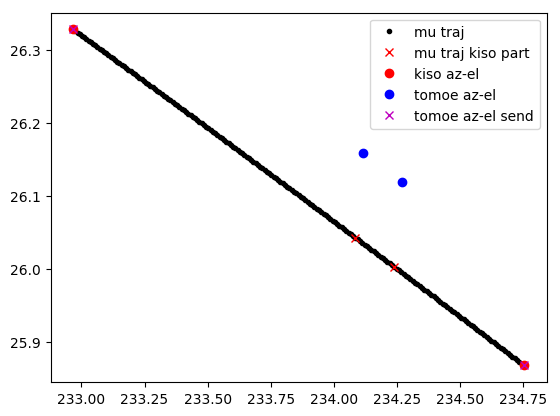 26.3
26.2
26.1
26.0
25.9
mu traj
mu traj kiso part
kiso az-el
tomoe az-el
tomoe az-el send
233.00 233.25 233.50 233.75 234.00 234.25 234.50 234.75